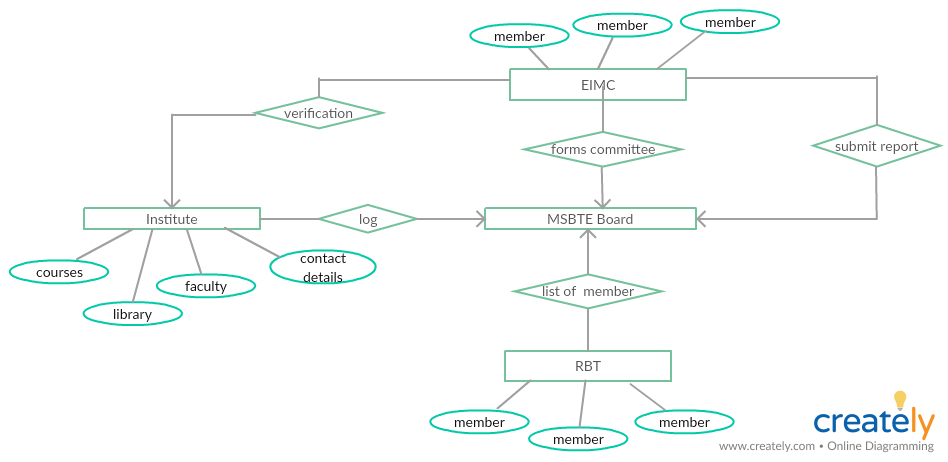 member
member
member
EIMC
verification
forms committee
submit report
Institute
log
MSBTE Board
courses
library
faculty
contact
details
list of  member
RBT
member
member
member
creately
www.creately.com • Online Diagramming